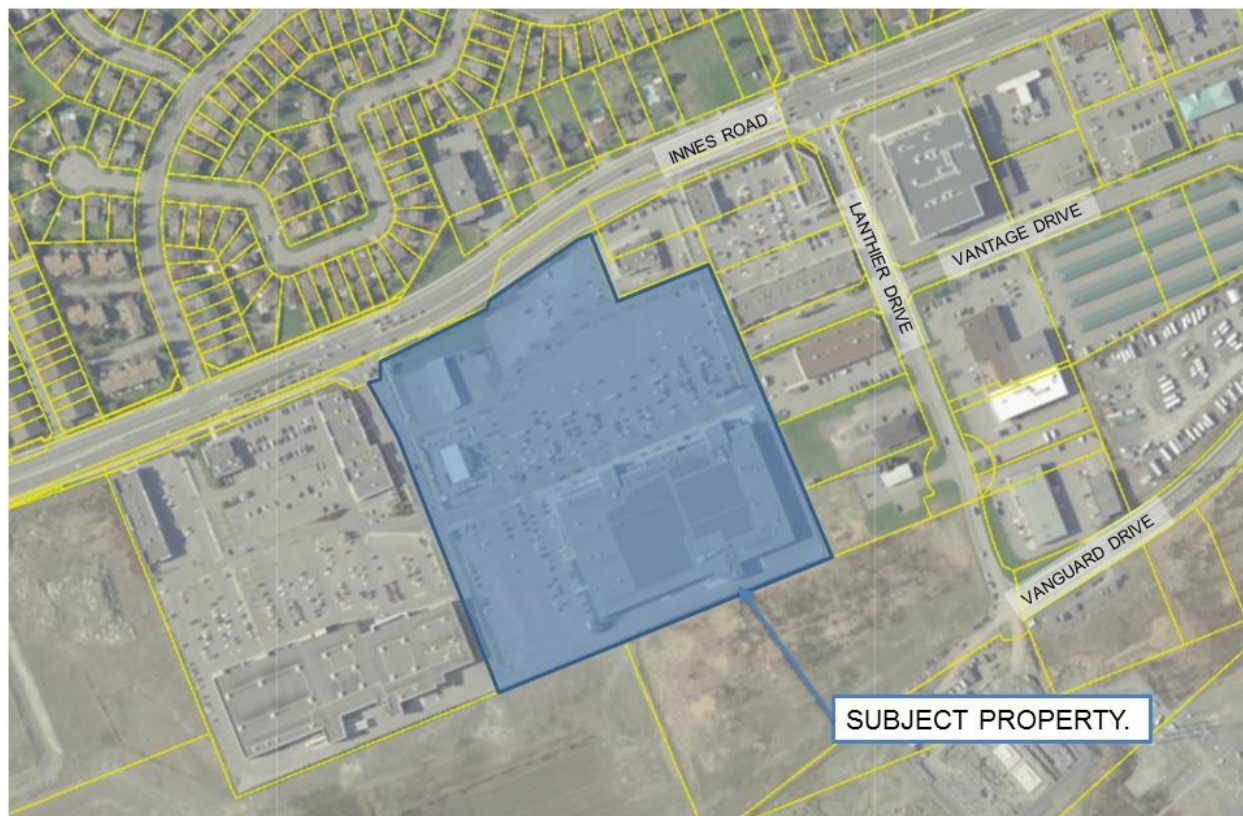 INNES ROAD
LANTHIER DRIVE
VANTAGE DRIVE
VANGUARD DRIVE
SUBJECT PROPERTY.